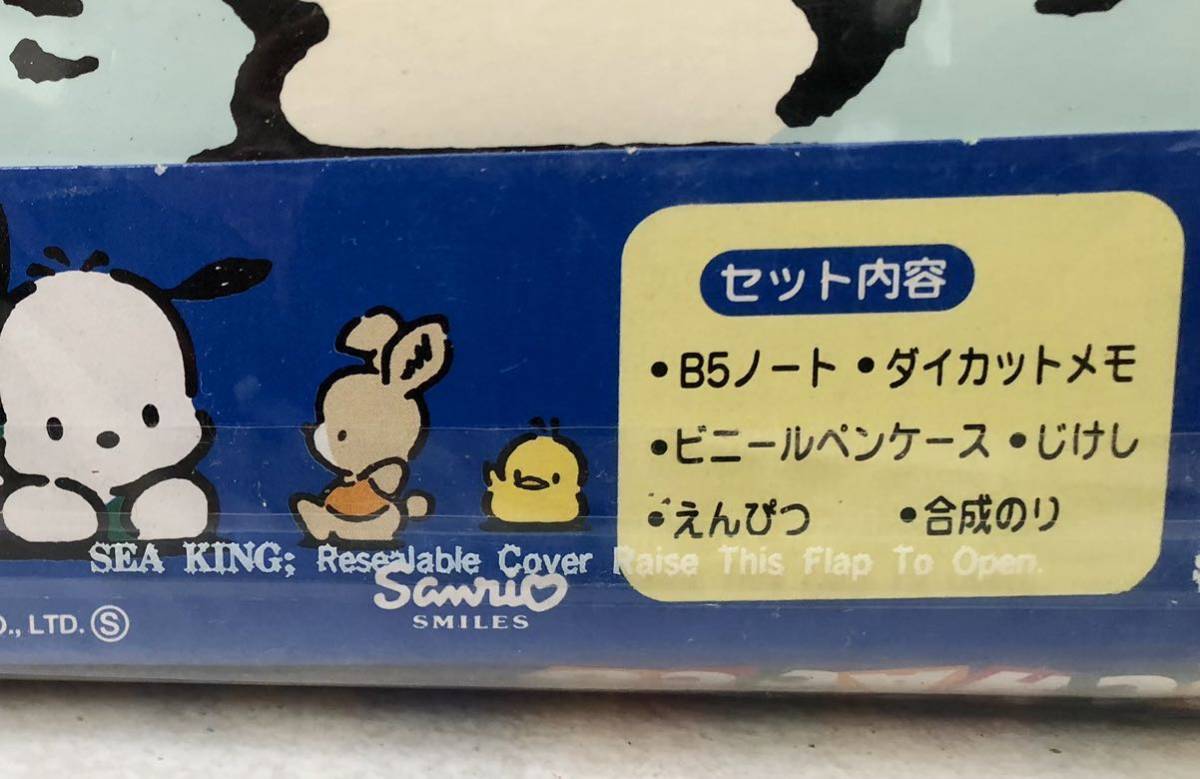 セット内容
•B5ノート •ダイカットメモ
•ビニールペンケース •じけし
•えんぴつ •合成のり
SEA KING; Resealable Cover Raise This Flap To Open.
Sanrio
SMILES
O., LTD. Ⓢ